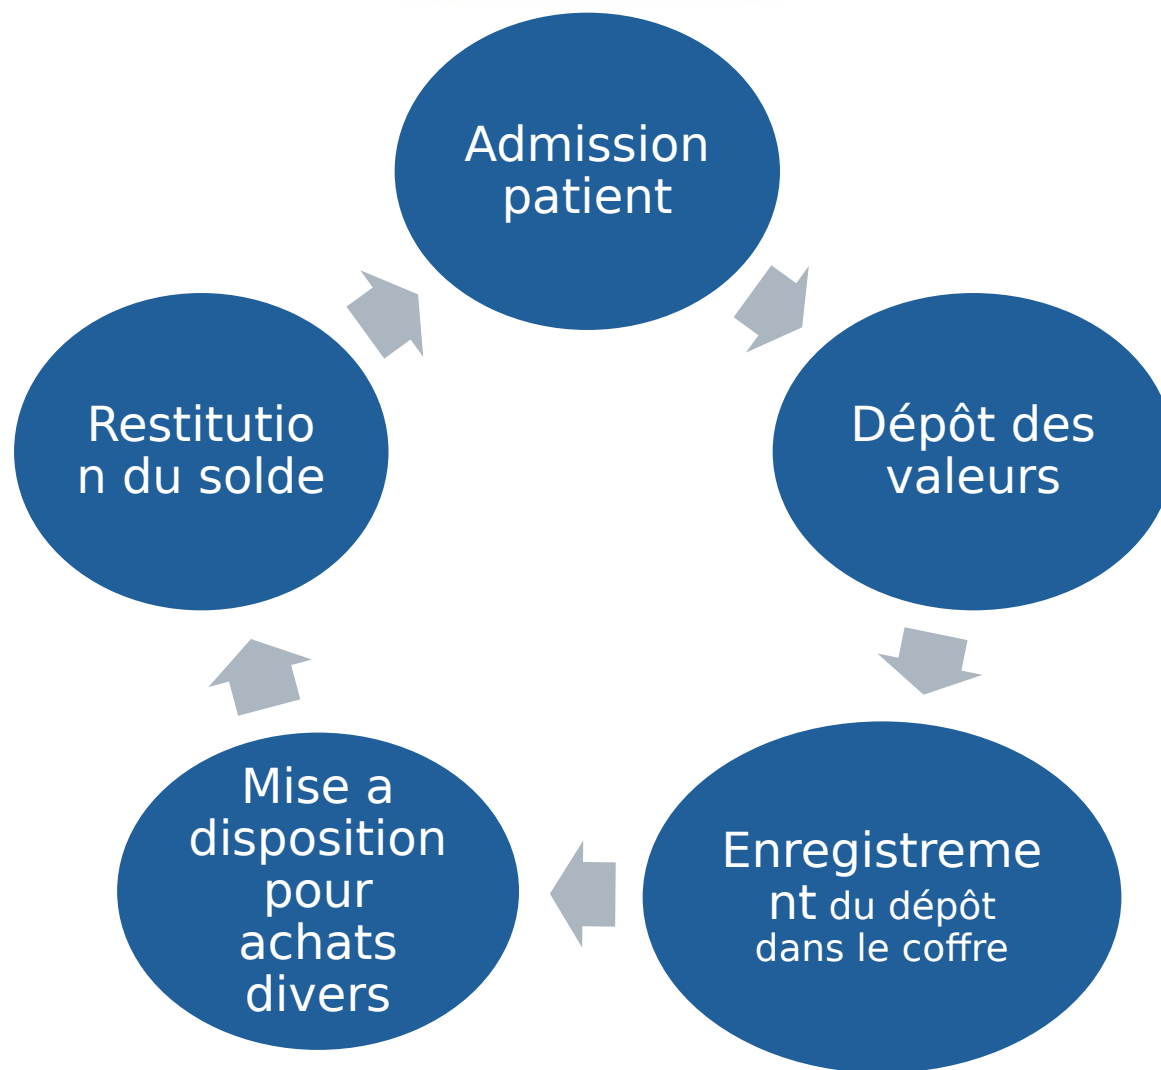 Admission
patient
Dépôt des
valeurs
Enregistreme
nt du dépôt
dans le coffre
Mise a
disposition
pour
achats
divers
Restitutio
n du solde